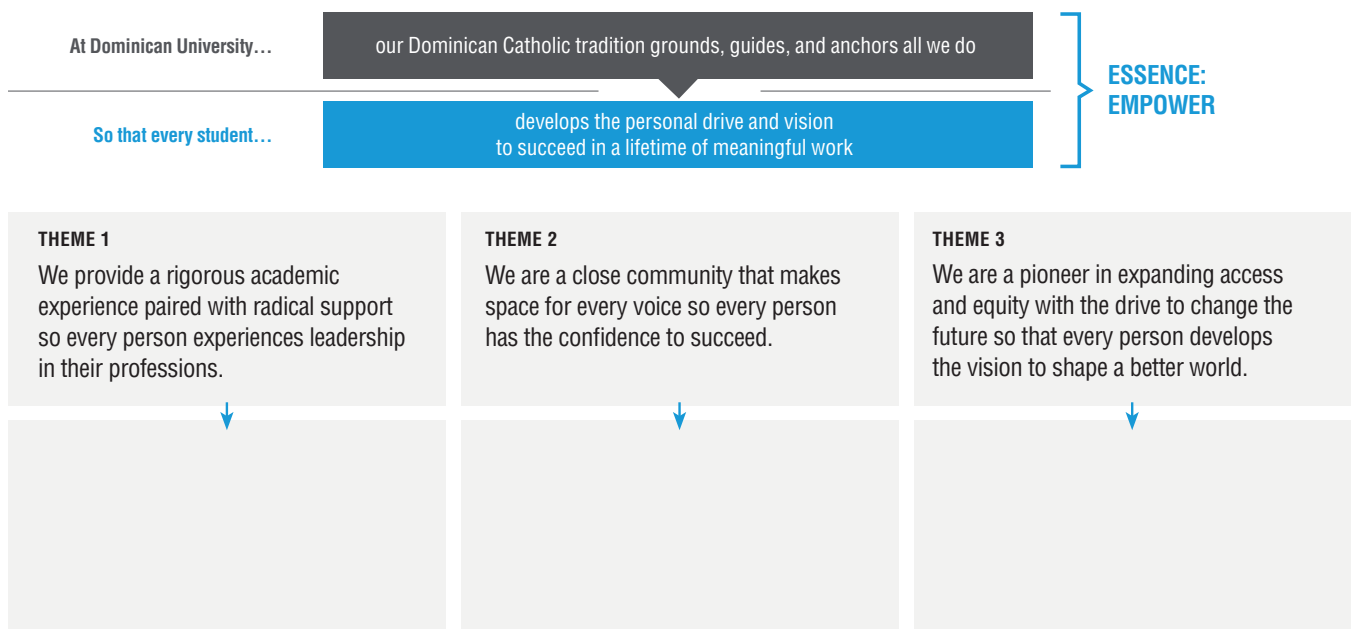 At Dominican University…
our Dominican Catholic tradition grounds, guides, and anchors all we do
So that every student…
develops the personal drive and vision
to succeed in a lifetime of meaningful work
ESSENCE:
EMPOWER
THEME 1
We provide a rigorous academic
experience paired with radical support
so every person experiences leadership
in their professions.
THEME 2
We are a close community that makes
space for every voice so every person
has the confidence to succeed.
THEME 3
We are a pioneer in expanding access
and equity with the drive to change the
future so that every person develops
the vision to shape a better world.